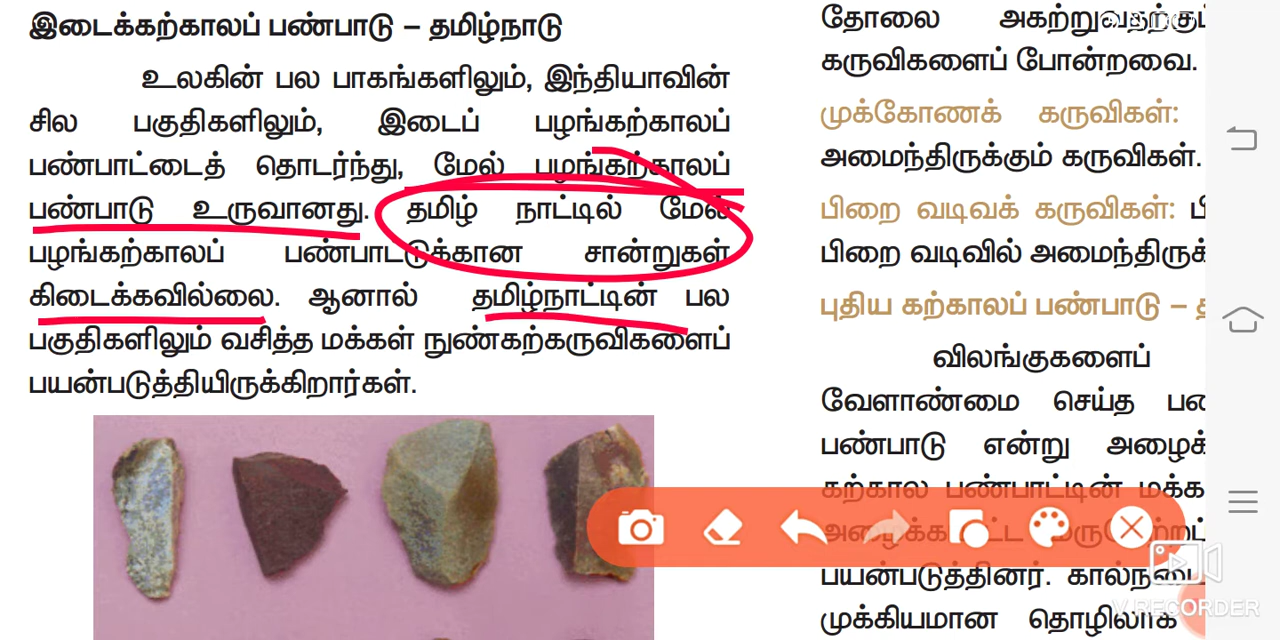 இடைக்கற்காலப் பண்பாடு – தமிழ்நாடு
உலகின் பல பாகங்களிலும், இந்தியாவின்
சில பகுதிகளிலும், இடைப் பழங்கற்காலப்
பண்பாட்டைத் தொடர்ந்து, மேல் பழங்கற்காலப்
பண்பாடு உருவானது. தமிழ் நாட்டில் மேல்
பழங்கற்காலப் பண்பாட்டுக்கான சான்றுகள்
கிடைக்கவில்லை. ஆனால் தமிழ்நாட்டின் பல
பகுதிகளிலும் வசித்த மக்கள் நுண்கற்கருவிகளைப்
பயன்படுத்தியிருக்கிறார்கள்.
தோலை அகற்றுவதற்கும்
கருவிகளைப் போன்றவை.
முக்கோணக் கருவிகள்:
அமைந்திருக்கும் கருவிகள்.
பிறை வடிவக் கருவிகள்:
பிறை வடிவில்
புதிய கற்காலப் பண்பாடு –
விலங்குகளைப்
வேளாண்மை செய்த
பண்பாடு என்று
கற்கால பண்பாட்டின்
பயன்படுத்தினர்.
முக்கியமான தொழிலாக
V RECORDER